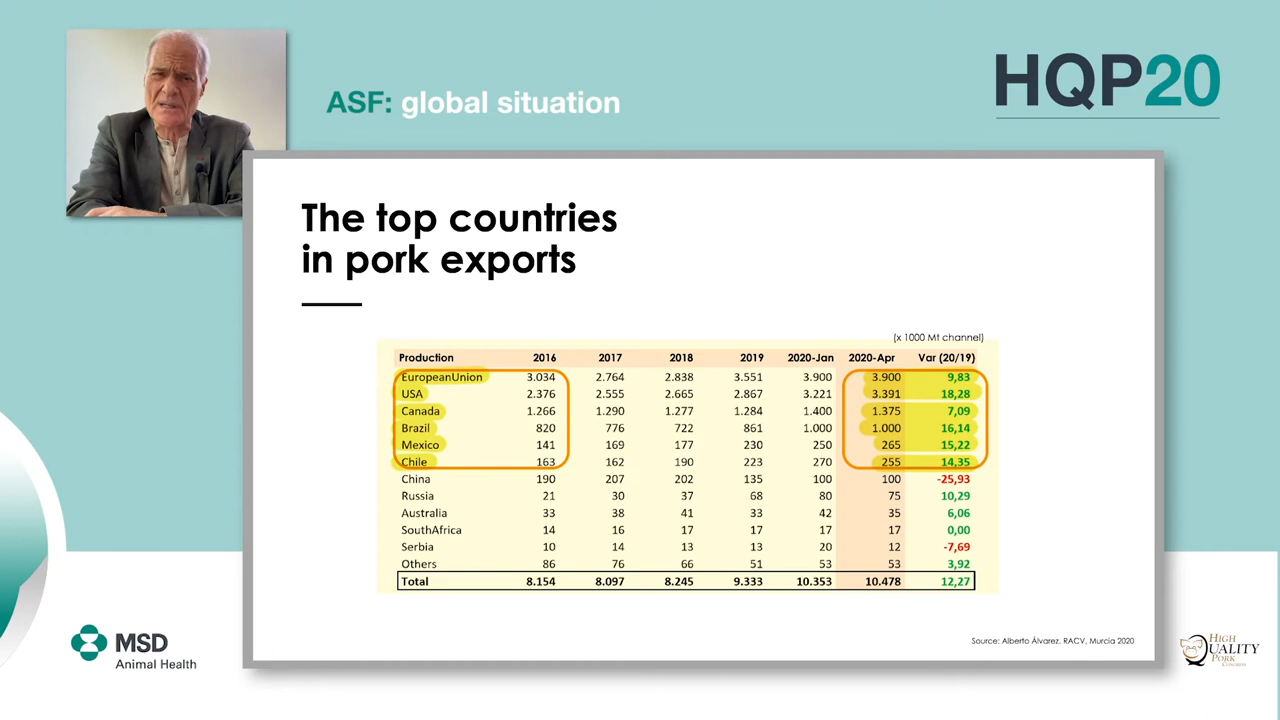 ASF: global situation
HQP20
The top countries
in pork exports
(x 1000 Mt channel)
Production 2016 2017 2018 2019 2020-Jan 2020-Apr Var (20/19)
EuropeanUnion 3.034 2.764 2.838 3.551 3.900 3.900 9,83
USA 2.376 2.555 2.665 2.867 3.221 3.391 18,28
Canada 1.266 1.290 1.277 1.284 1.400 1.375 7,09
Brazil 820 776 722 861 1.000 1.000 16,14
Mexico 141 169 177 230 250 265 15,22
Chile 163 162 190 223 270 255 14,35
China 190 207 202 135 100 100 -25,93
Russia 21 30 37 68 80 75 10,29
Australia 33 38 41 33 42 35 6,06
SouthAfrica 14 16 17 17 17 17 0,00
Serbia 10 14 13 13 20 12 -7,69
Others 86 76 66 51 53 53 3,92
Total 8.154 8.097 8.245 9.333 10.353 10.478 12,27
Source: Alberto Álvarez. RACV, Murcia 2020
MSD
Animal Health
HIGH
QUALITY
PORK
CONGRESS